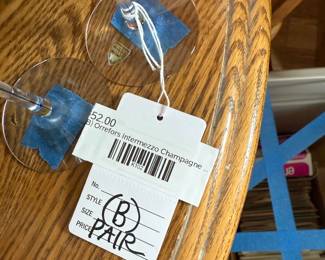 52.00
(B) Orrefors Intermezzo Champagne ...
No.
STYLE (B)
SIZE
PRICE PAIR